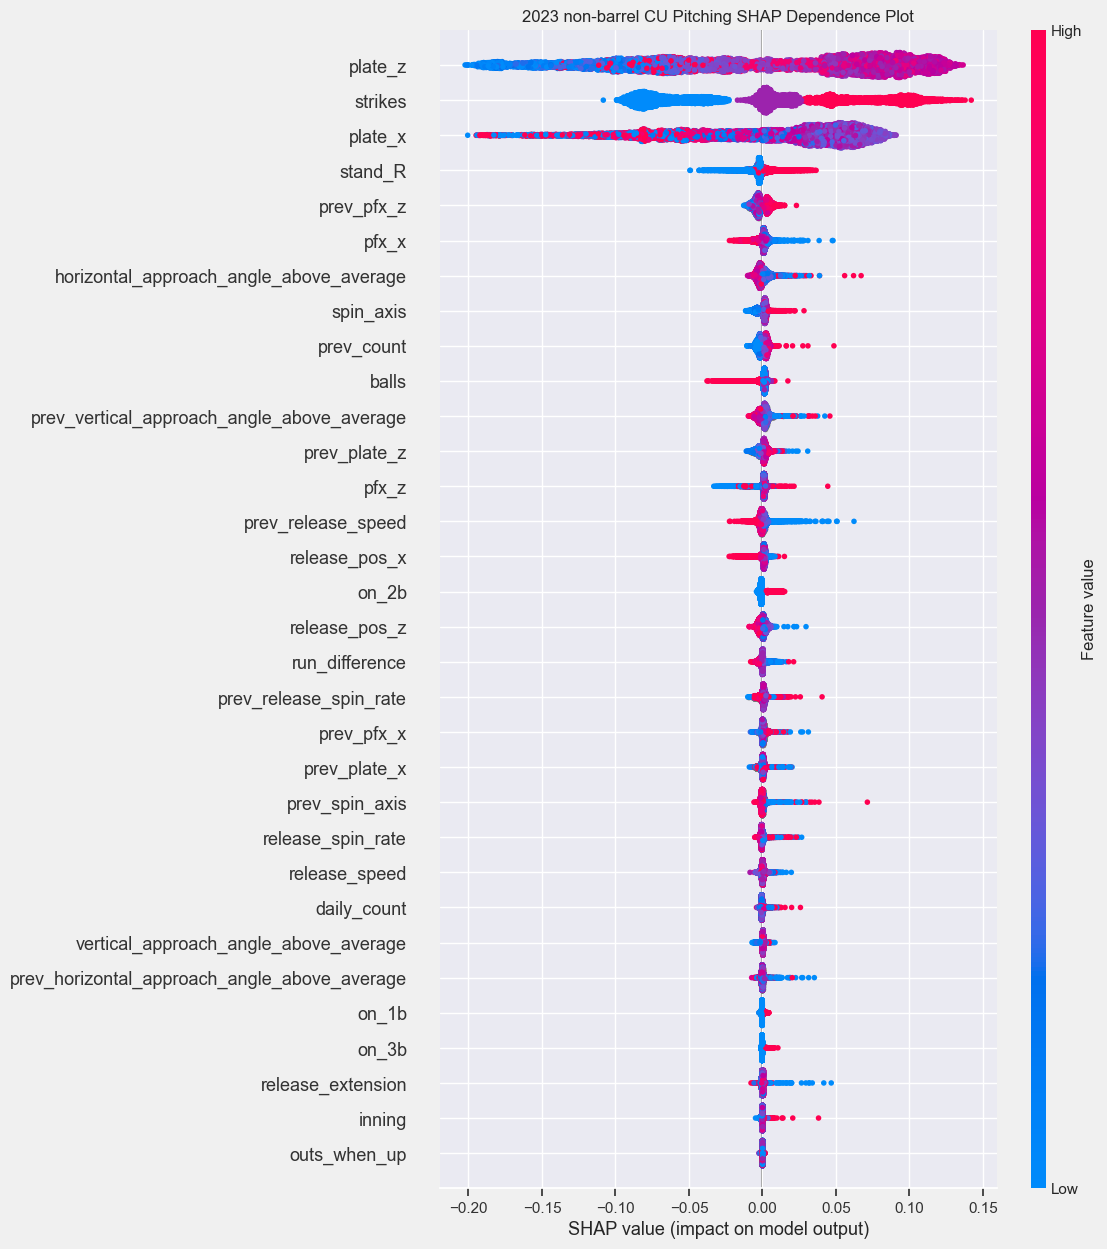 2023 non-barrel CU Pitching SHAP Dependence Plot
High
plate_z
strikes
plate_x
stand_R
prev_pfx_z
pfx_x
horizontal_approach_angle_above_average
spin_axis
prev_count
balls
prev_vertical_approach_angle_above_average
prev_plate_z
pfx_z
prev_release_speed
release_pos_x
on_2b
release_pos_z
run_difference
prev_release_spin_rate
prev_pfx_x
prev_plate_x
prev_spin_axis
release_spin_rate
release_speed
daily_count
vertical_approach_angle_above_average
prev_horizontal_approach_angle_above_average
on_1b
on_3b
release_extension
inning
outs_when_up
Feature value
Low
−0.20 −0.15 −0.10 −0.05 0.00 0.05 0.10 0.15
SHAP value (impact on model output)